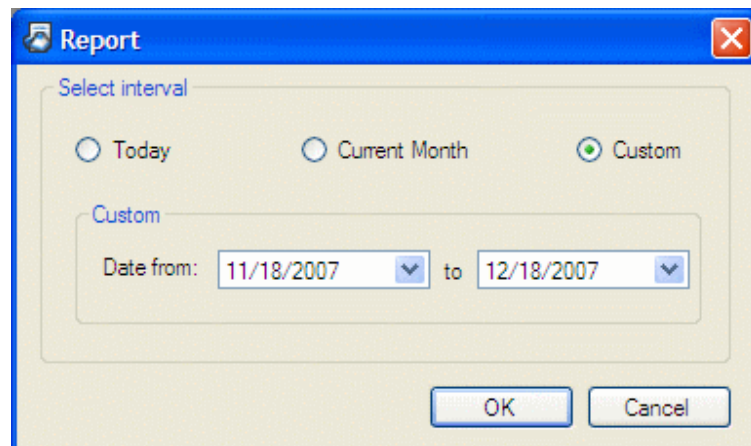 Report
Select interval
Today Current Month Custom
Custom
Date from: 11/18/2007 to 12/18/2007
OK Cancel